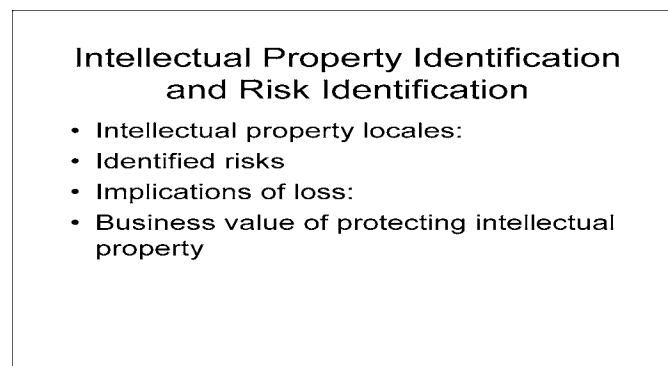 Intellectual Property Identification
and Risk Identification
• Intellectual property locales:
• Identified risks
• Implications of loss:
• Business value of protecting intellectual
property